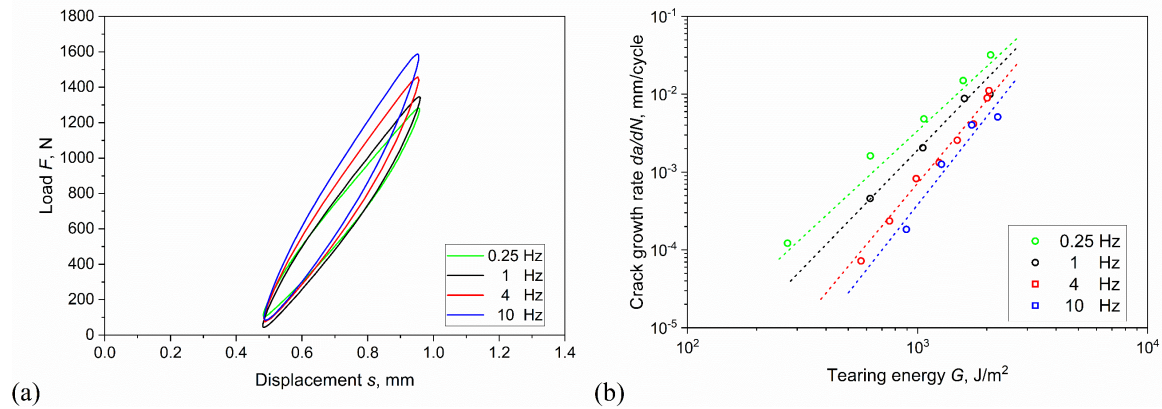 1800
1600
1400
1200
1000
800
600
400
200
0
Load F, N
0.25 Hz
1 Hz
4 Hz
10 Hz
0.0 0.2 0.4 0.6 0.8 1.0 1.2 1.4
Displacement s, mm
(a)
10⁻¹
10⁻²
10⁻³
10⁻⁴
10⁻⁵
Crack growth rate da/dN, mm/cycle
0.25 Hz
1 Hz
4 Hz
10 Hz
10² 10³ 10⁴
Tearing energy G, J/m²
(b)